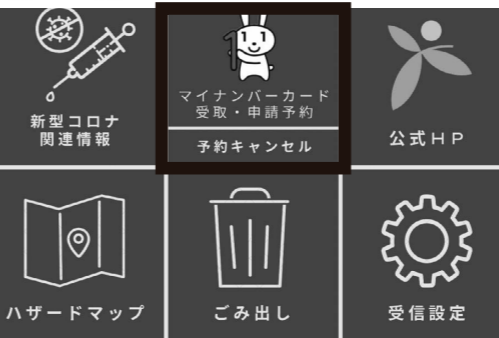 新型コロナ
関連情報
マイナンバーカード
受取・申請予約
予約キャンセル
公式HP
ハザードマップ
ごみ出し
受信設定